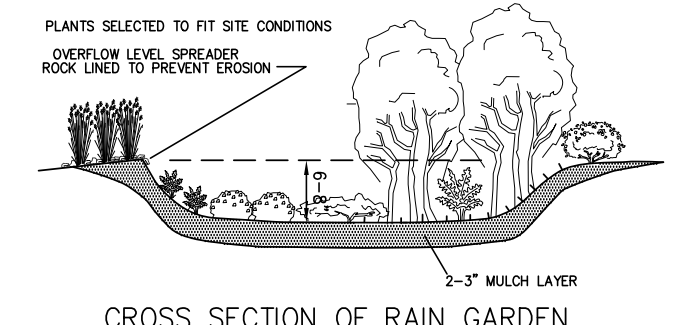 PLANTS SELECTED TO FIT SITE CONDITIONS
OVERFLOW LEVEL SPREADER
ROCK LINED TO PREVENT EROSION
6-8"
2-3" MULCH LAYER
CROSS SECTION OF RAIN GARDEN